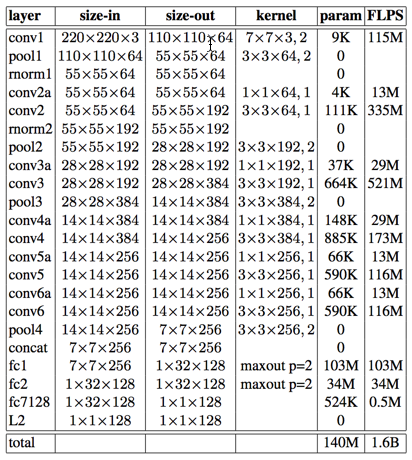 layer size-in size-out kernel param FLPS
conv1 220×220×3 110×110×64 7×7×3, 2 9K 115M
pool1 110×110×64 55×55×64 3×3×64, 2 0
rnorm1 55×55×64 55×55×64 0
conv2a 55×55×64 55×55×64 1×1×64, 1 4K 13M
conv2 55×55×64 55×55×192 3×3×64, 1 111K 335M
rnorm2 55×55×192 55×55×192 0
pool2 55×55×192 28×28×192 3×3×192, 2 0
conv3a 28×28×192 28×28×192 1×1×192, 1 37K 29M
conv3 28×28×192 28×28×384 3×3×192, 1 664K 521M
pool3 28×28×384 14×14×384 3×3×384, 2 0
conv4a 14×14×384 14×14×384 1×1×384, 1 148K 29M
conv4 14×14×384 14×14×256 3×3×384, 1 885K 173M
conv5a 14×14×256 14×14×256 1×1×256, 1 66K 13M
conv5 14×14×256 14×14×256 3×3×256, 1 590K 116M
conv6a 14×14×256 14×14×256 1×1×256, 1 66K 13M
conv6 14×14×256 14×14×256 3×3×256, 1 590K 116M
pool4 14×14×256 7×7×256 3×3×256, 2 0
concat 7×7×256 7×7×256 0
fc1 7×7×256 1×32×128 maxout p=2 103M 103M
fc2 1×32×128 1×32×128 maxout p=2 34M 34M
fc7128 1×32×128 1×1×128 524K 0.5M
L2 1×1×128 1×1×128 0
total 140M 1.6B